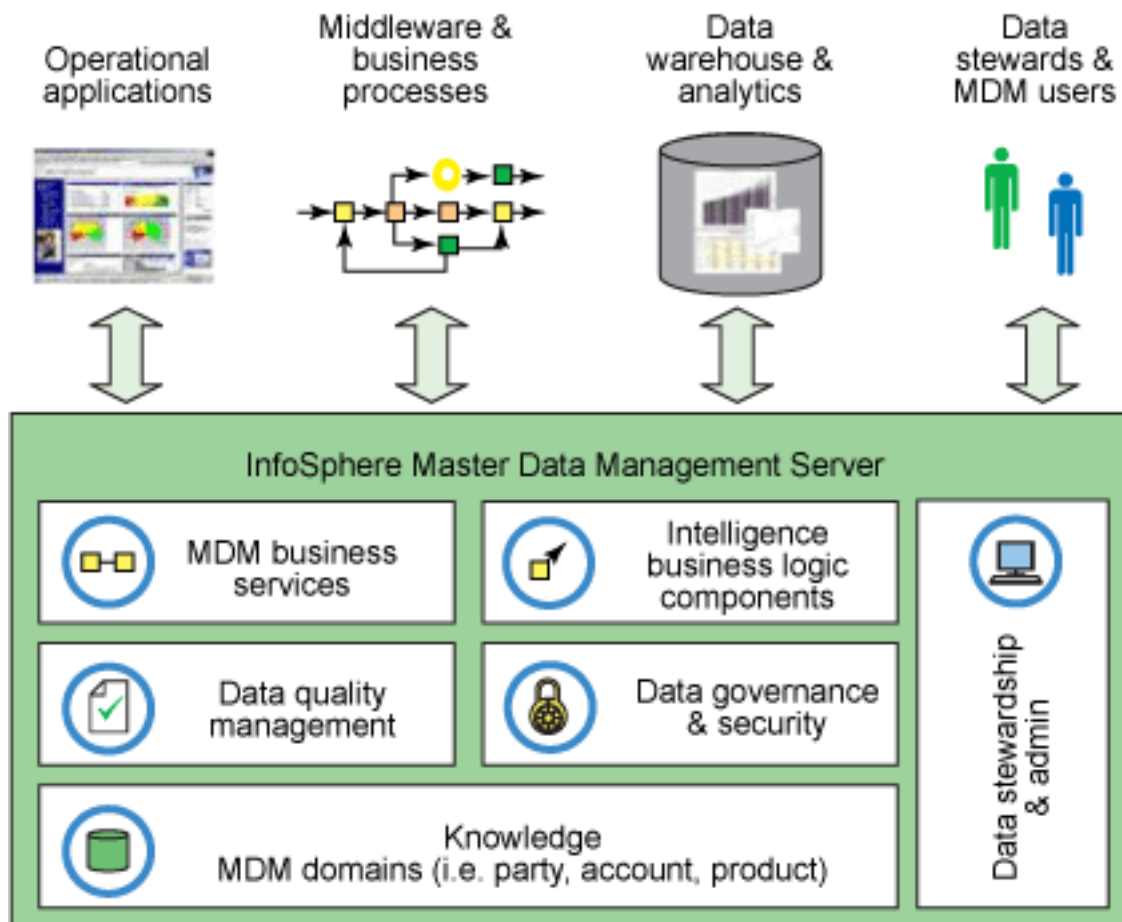 Operational
applications
Middleware &
business
processes
Data
warehouse &
analytics
Data
stewards &
MDM users
InfoSphere Master Data Management Server
MDM business
services
Intelligence
business logic
components
Data quality
management
Data governance
& security
Knowledge
MDM domains (i.e. party, account, product)
Data stewardship
& admin